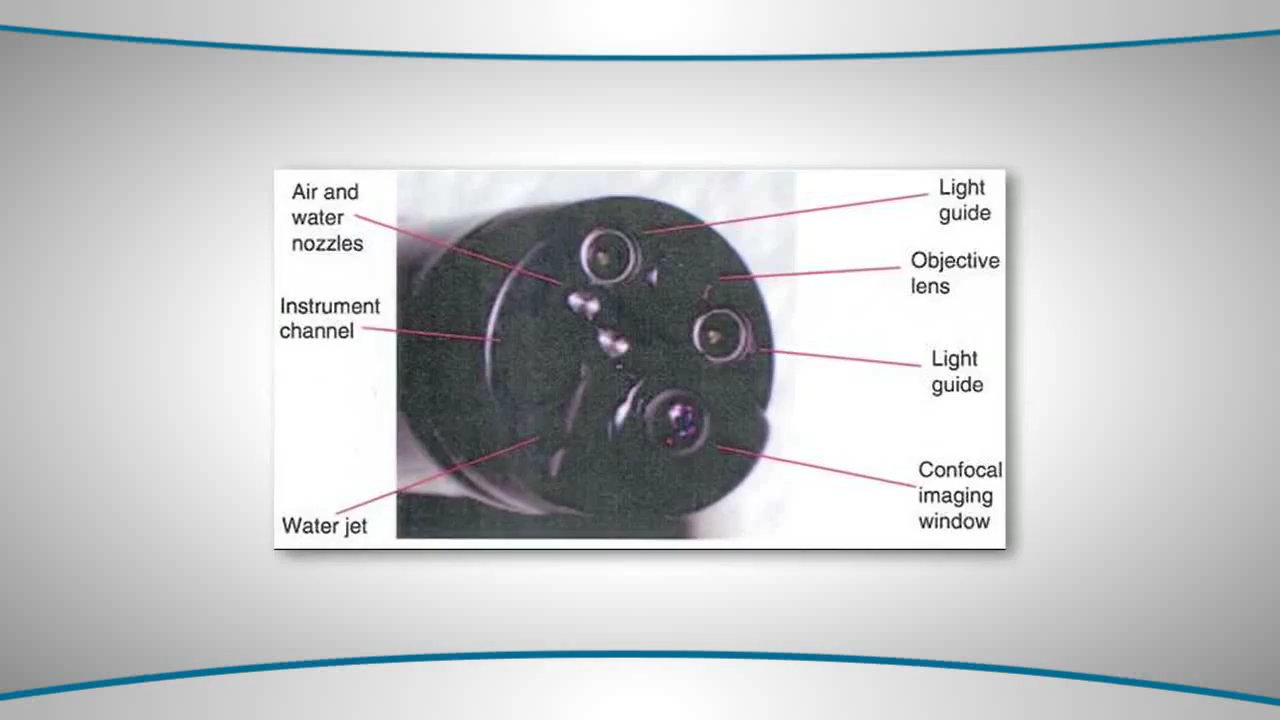 Air and
water
nozzles
Instrument
channel
Water jet
Light
guide
Objective
lens
Light
guide
Confocal
imaging
window